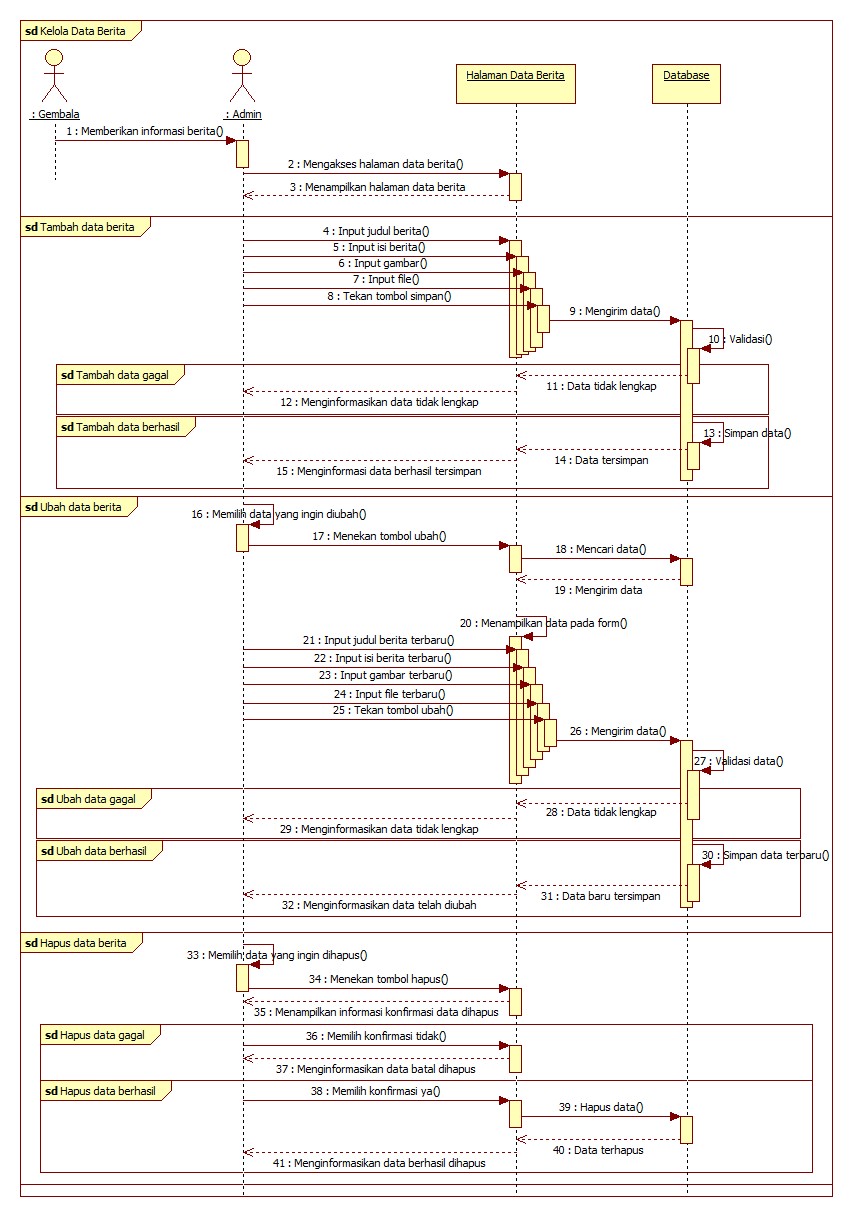 sd Kelola Data Berita
Halaman Data Berita
Database
: Gembala
: Admin
1 : Memberikan informasi berita()
2 : Mengakses halaman data berita()
3 : Menampilkan halaman data berita
sd Tambah data berita
4 : Input judul berita()
5 : Input isi berita()
6 : Input gambar()
7 : Input file()
8 : Tekan tombol simpan()
9 : Mengirim data()
10 : Validasi()
sd Tambah data gagal
11 : Data tidak lengkap
12 : Menginformasikan data tidak lengkap
sd Tambah data berhasil
13 : Simpan data()
14 : Data tersimpan
15 : Menginformasi data berhasil tersimpan
sd Ubah data berita
16 : Memilih data yang ingin diubah()
17 : Menekan tombol ubah()
18 : Mencari data()
19 : Mengirim data
20 : Menampilkan data pada form()
21 : Input judul berita terbaru()
22 : Input isi berita terbaru()
23 : Input gambar terbaru()
24 : Input file terbaru()
25 : Tekan tombol ubah()
26 : Mengirim data()
27 : Validasi data()
sd Ubah data gagal
28 : Data tidak lengkap
29 : Menginformasikan data tidak lengkap
sd Ubah data berhasil
30 : Simpan data terbaru()
31 : Data baru tersimpan
32 : Menginformasikan data telah diubah
sd Hapus data berita
33 : Memilih data yang ingin dihapus()
34 : Menekan tombol hapus()
35 : Menampilkan informasi konfirmasi data dihapus
sd Hapus data gagal
36 : Memilih konfirmasi tidak()
37 : Menginformasikan data batal dihapus
sd Hapus data berhasil
38 : Memilih konfirmasi ya()
39 : Hapus data()
40 : Data terhapus
41 : Menginformasikan data berhasil dihapus